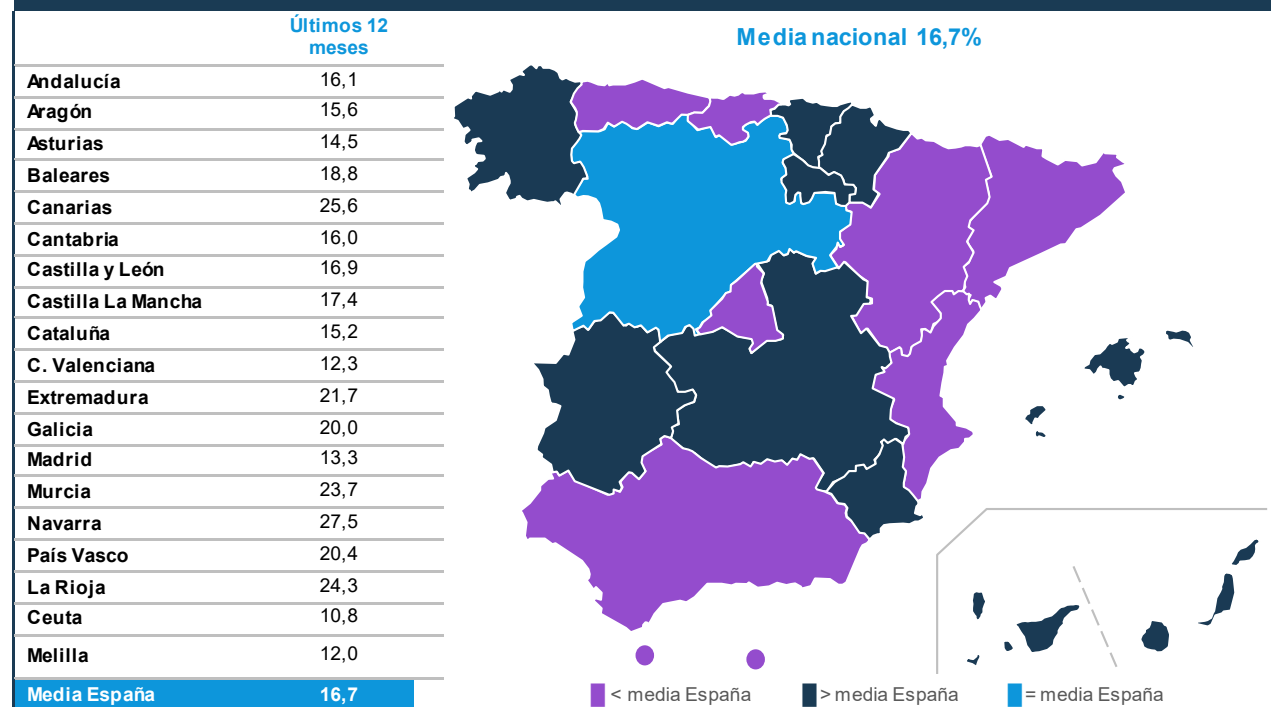 Últimos 12
meses
Media nacional 16,7%
Andalucía 16,1
Aragón 15,6
Asturias 14,5
Baleares 18,8
Canarias 25,6
Cantabria 16,0
Castilla y León 16,9
Castilla La Mancha 17,4
Cataluña 15,2
C. Valenciana 12,3
Extremadura 21,7
Galicia 20,0
Madrid 13,3
Murcia 23,7
Navarra 27,5
País Vasco 20,4
La Rioja 24,3
Ceuta 10,8
Melilla 12,0
Media España 16,7
< media España
> media España
= media España